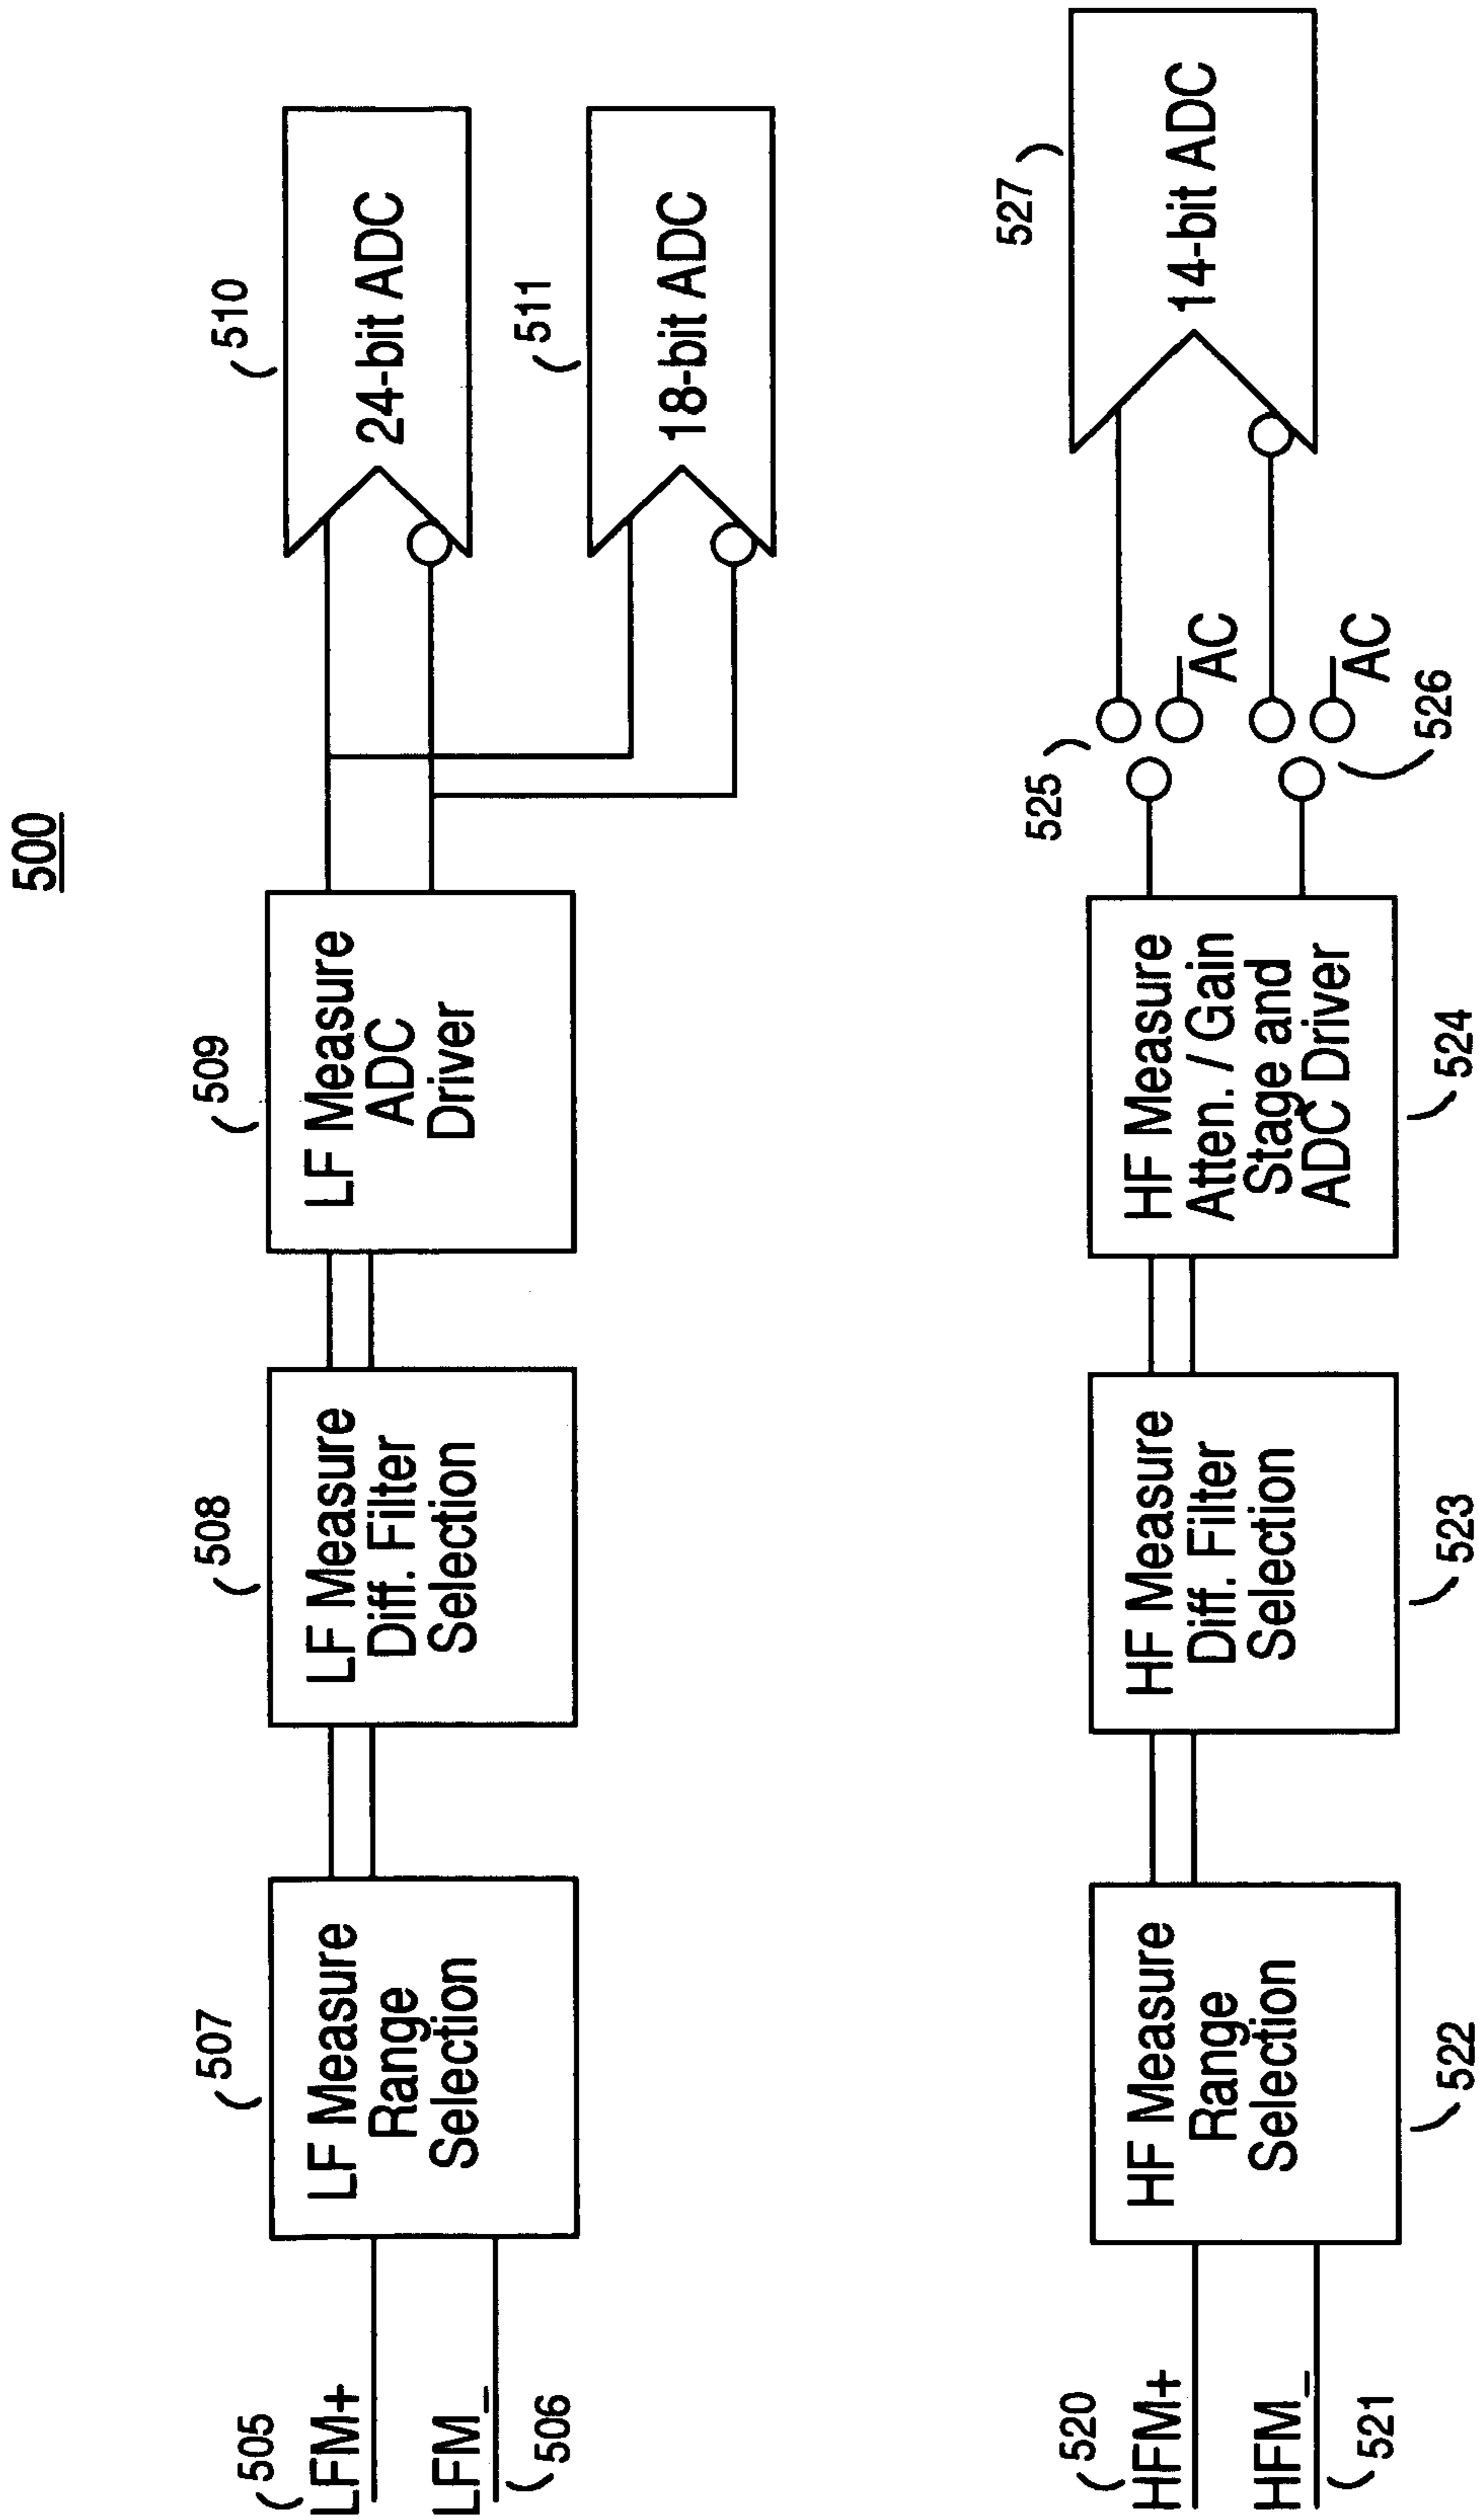 500
505
LFM+
LFM-
506
507
LF Measure
Range
Selection
508
LF Measure
Diff. Filter
Selection
509
LF Measure
ADC
Driver
510
24-bit ADC
511
18-bit ADC
520
HFM+
HFM-
521
HF Measure
Range
Selection
522
HF Measure
Diff. Filter
Selection
523
HF Measure
Atten. / Gain
Stage and
ADC Driver
524
525
AC
AC
526
527
14-bit ADC